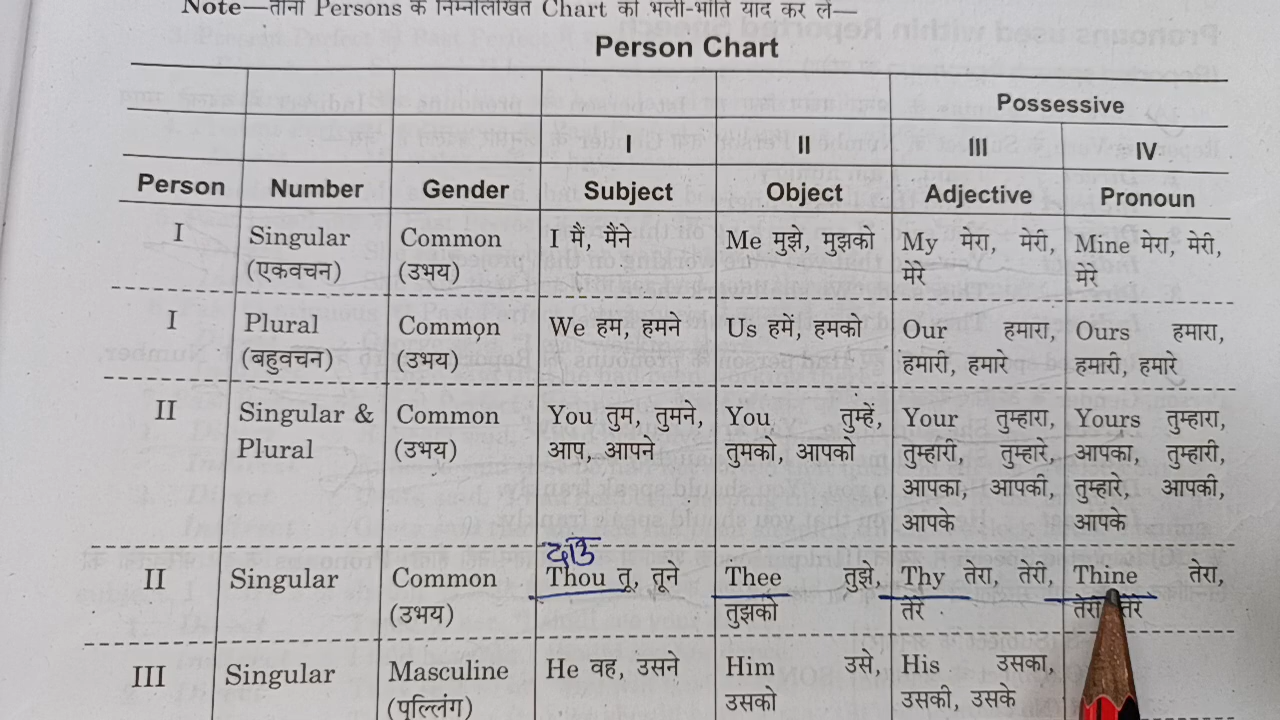 Note—तीनों Persons के निम्नलिखित Chart को भली-भाँति याद कर लें—
Person Chart
Possessive
I II III IV
Person Number Gender Subject Object Adjective Pronoun
I Singular Common I मैं, मैंने Me मुझे, मुझको My मेरा, मेरी, Mine मेरा, मेरी,
(एकवचन) (उभय) मेरे मेरे
I Plural Common We हम, हमने Us हमें, हमको Our हमारा, Ours हमारा,
(बहुवचन) (उभय) हमारी, हमारे हमारी, हमारे
II Singular & Common You तुम, तुमने, You तुम्हें, Your तुम्हारा, Yours तुम्हारा,
Plural (उभय) आप, आपने तुमको, आपको तुम्हारी, तुम्हारे, आपका, तुम्हारी,
आपका, आपकी, तुम्हारे, आपकी,
आपके आपके
दाउ
II Singular Common Thou तू, तूने Thee तुझे, Thy तेरा, तेरी, Thine तेरा,
(उभय) तुझको तेरे तेरी तेरे
III Singular Masculine He वह, उसने Him उसे, His उसका,
(पुल्लिंग) उसको उसकी, उसके